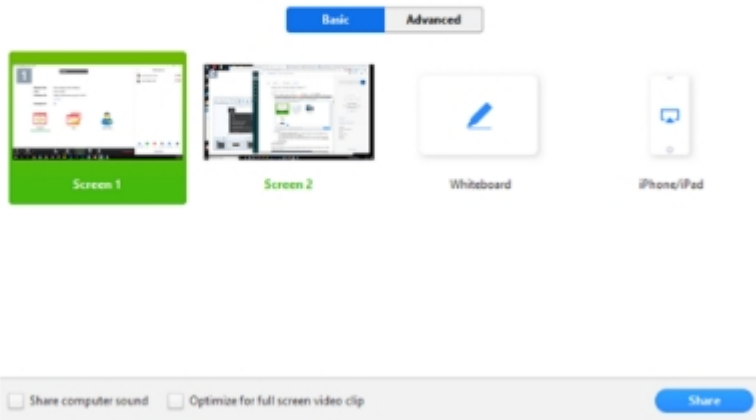 Basic
Advanced
1
Screen 1
Screen 2
Whiteboard
iPhone/iPad
Share computer sound
Optimize for full screen video clip
Share